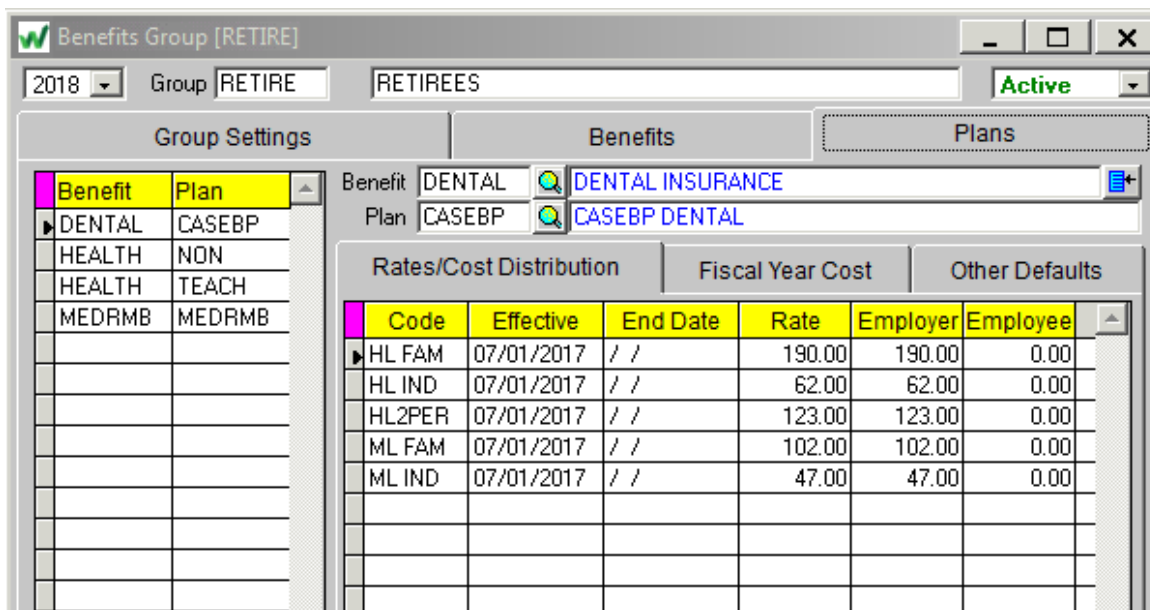 Benefits Group [RETIRE]
2018 Group RETIRE RETIREES Active
Group Settings Benefits Plans
Benefit Plan
DENTAL CASEBP
HEALTH NON
HEALTH TEACH
MEDRMB MEDRMB
Benefit DENTAL DENTAL INSURANCE
Plan CASEBP CASEBP DENTAL
Rates/Cost Distribution Fiscal Year Cost Other Defaults
Code Effective End Date Rate Employer Employee
HL FAM 07/01/2017 / / 190.00 190.00 0.00
HL IND 07/01/2017 / / 62.00 62.00 0.00
HL2PER 07/01/2017 / / 123.00 123.00 0.00
ML FAM 07/01/2017 / / 102.00 102.00 0.00
ML IND 07/01/2017 / / 47.00 47.00 0.00